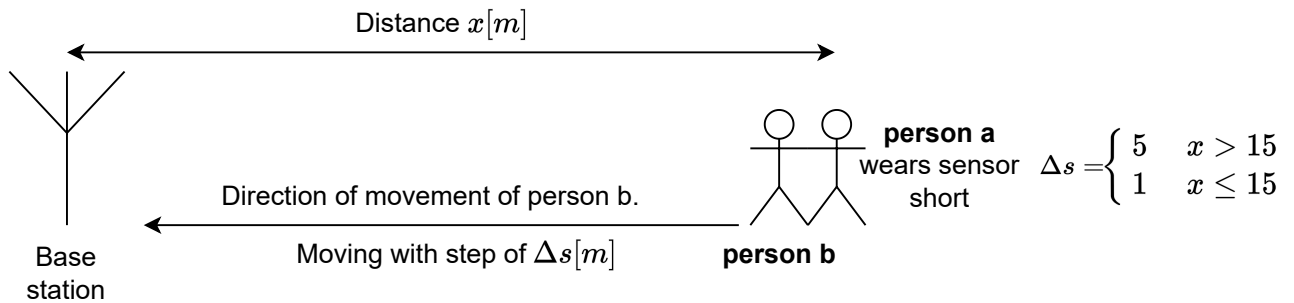 Distance x[m]
person a
wears sensor
short
Δs = { 5 x > 15
1 x ≤ 15
Direction of movement of person b.
Moving with step of Δs[m]
person b
Base
station